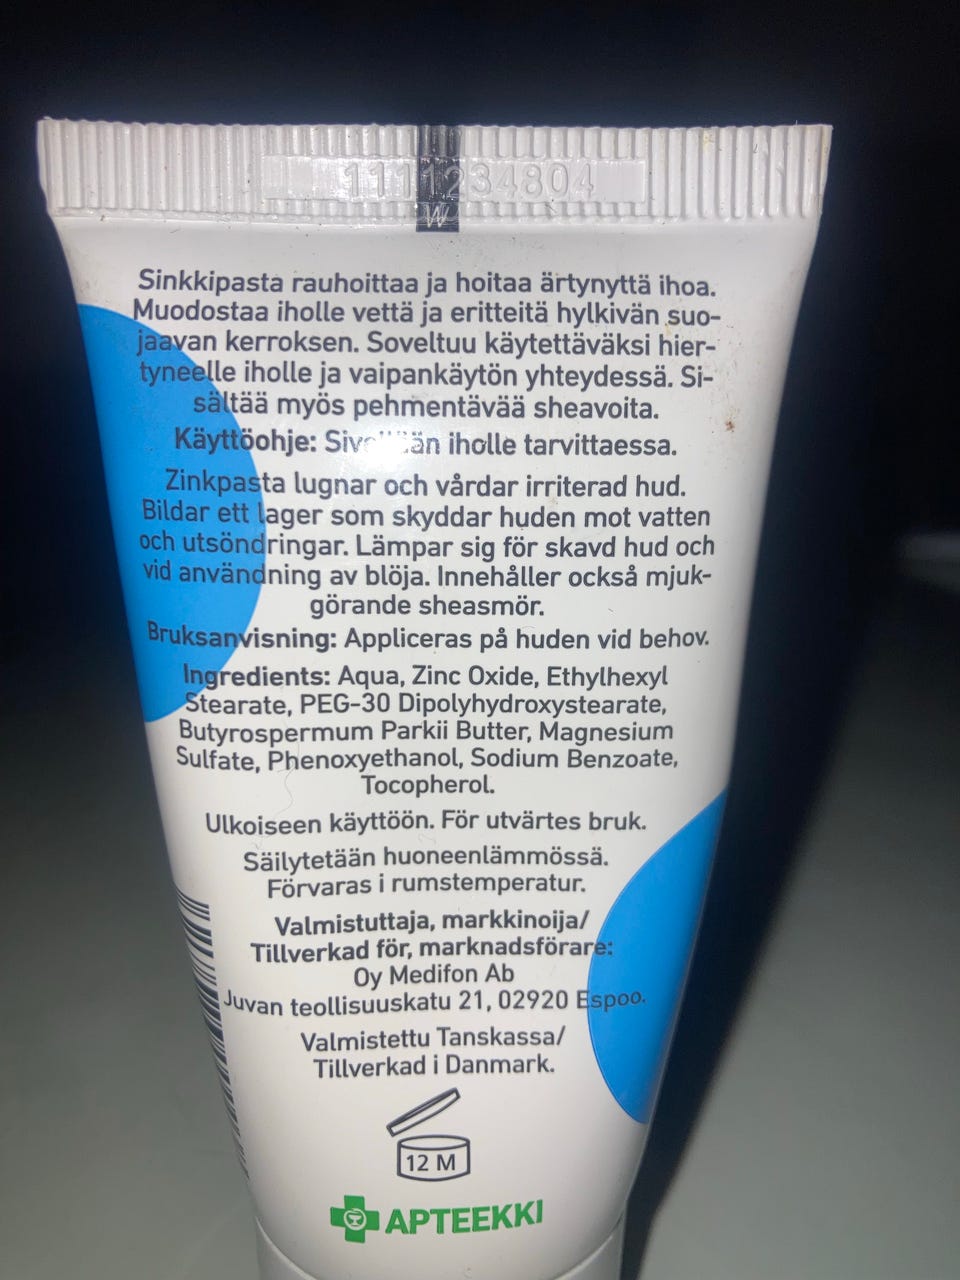 1111234804
W
Sinkkipasta rauhoittaa ja hoitaa ärtynyttä ihoa.
Muodostaa iholle vettä ja eritteitä hylkivän suo-
jaavan kerroksen. Soveltuu käytettäväksi hier-
tyneelle iholle ja vaipankäytön yhteydessä. Si-
sältää myös pehmentävää sheavoita.
Käyttöohje: iholle tarvittaessa.
Zinkpasta lugnar och vårdar irriterad hud.
Bildar ett lager som skyddar huden mot vatten
och utsöndringar. Lämpar sig för skavd hud och
vid användning av blöja. Innehåller också mjuk-
görande sheasmör.
Bruksanvisning: Appliceras på huden vid behov.
Ingredients: Aqua, Zinc Oxide, Ethylhexyl
Stearate, PEG-30 Dipolyhydroxystearate,
Butyrospermum Parkii Butter, Magnesium
Sulfate, Phenoxyethanol, Sodium Benzoate,
Tocopherol.
Ulkoiseen käyttöön. För utvärtes bruk.
Säilytetään huoneenlämmössä.
Förvaras i rumstemperatur.
Valmistuttaja, markkinoija/
Tillverkad för, marknadsförare:
Oy Medifon Ab
Juvan teollisuuskatu 21, 02920 Espoo.
Valmistettu Tanskassa/
Tillverkad i Danmark.
12 M
APTEEKKI